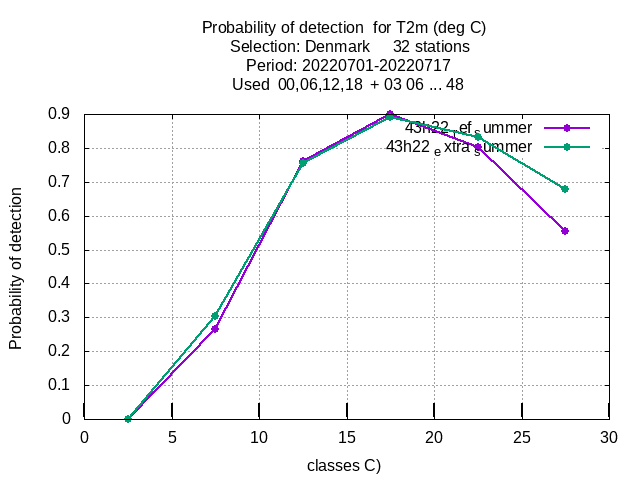 Probability of detection for T2m (deg C)
Selection: Denmark 32 stations
Period: 20220701-20220717
Used 00,06,12,18 + 03 06 ... 48
43h22_ref_summer
43h22_extra_summer
0.9
0.8
0.7
0.6
0.5
0.4
0.3
0.2
0.1
0
Probability of detection
0 5 10 15 20 25 30
classes C)